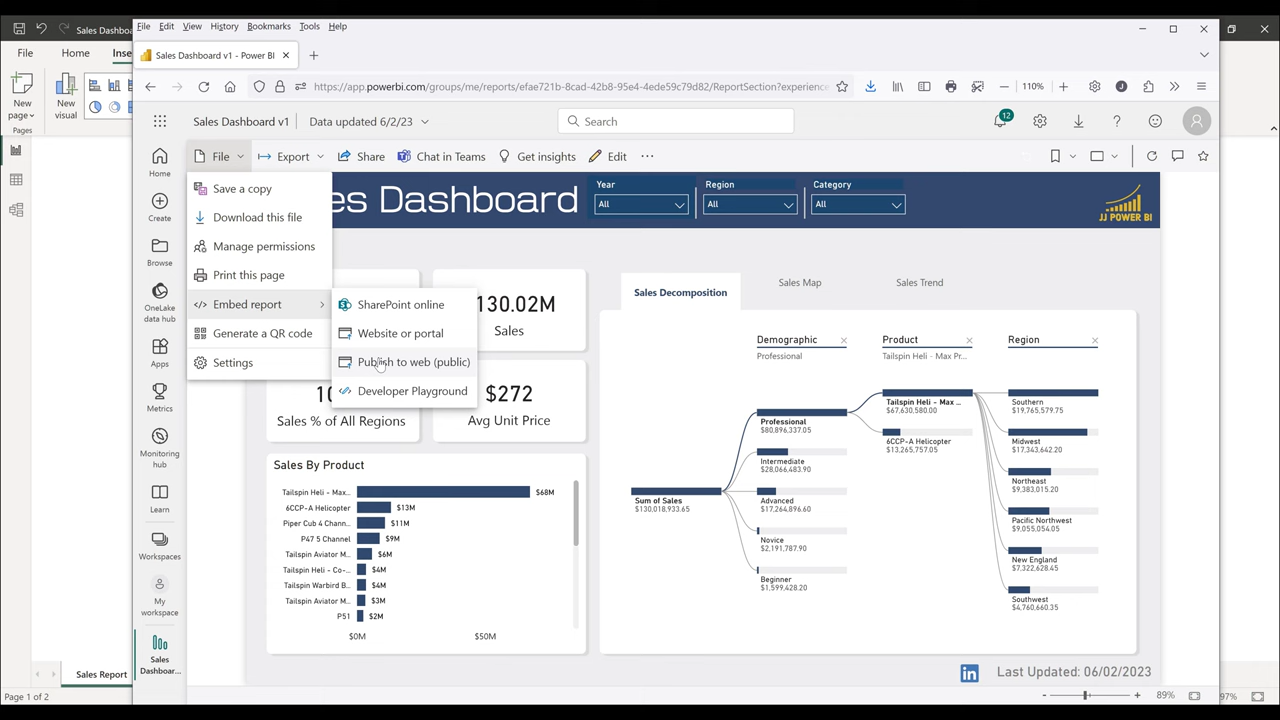 Sales Dashboa
File
Home
Inse
New
page
New
visual
Pages
Sales Report
Page 1 of 2
97%
File Edit View History Bookmarks Tools Help
Sales Dashboard v1 - Power BI
https://app.powerbi.com/groups/me/reports/efae721b-8cad-42b8-95e4-4ede59c79d82/ReportSection?experience
110%
J
Sales Dashboard v1 Data updated 6/2/23
Search
12
File Export Share Chat in Teams Get insights Edit
Home
Create
Browse
OneLake
data hub
Apps
Metrics
Monitoring
hub
Learn
Workspaces
My
workspace
Sales
Dashboar...
Save a copy
Download this file
Manage permissions
Print this page
Embed report
Generate a QR code
Settings
SharePoint online
Website or portal
Publish to web (public)
Developer Playground
es Dashboard
Year
All
Region
All
Category
All
JJ POWER BI
130.02M
Sales
10
Sales % of All Regions
$272
Avg Unit Price
Sales By Product
Tailspin Heli - Max... $68M
6CCP-A Helicopter $13M
Piper Cub 4 Chann... $11M
P47 5 Channel $9M
Tailspin Aviator M... $6M
Tailspin Heli - Co-... $4M
Tailspin Warbird B... $4M
Tailspin Aviator M... $3M
P51 $2M
$0M $50M
Sales Decomposition
Sales Map
Sales Trend
Demographic
Professional
Product
Tailspin Heli - Max Pr...
Region
Sum of Sales
$130,018,933.65
Professional
$80,896,337.05
Intermediate
$28,066,483.90
Advanced
$17,264,896.60
Novice
$2,191,787.90
Beginner
$1,599,428.20
Tailspin Heli - Max ...
$67,630,580.00
6CCP-A Helicopter
$13,265,757.05
Southern
$19,765,579.75
Midwest
$17,343,642.20
Northeast
$9,383,015.20
Pacific Northwest
$9,055,054.05
New England
$7,322,628.45
Southwest
$4,760,660.35
in
Last Updated: 06/02/2023
89%